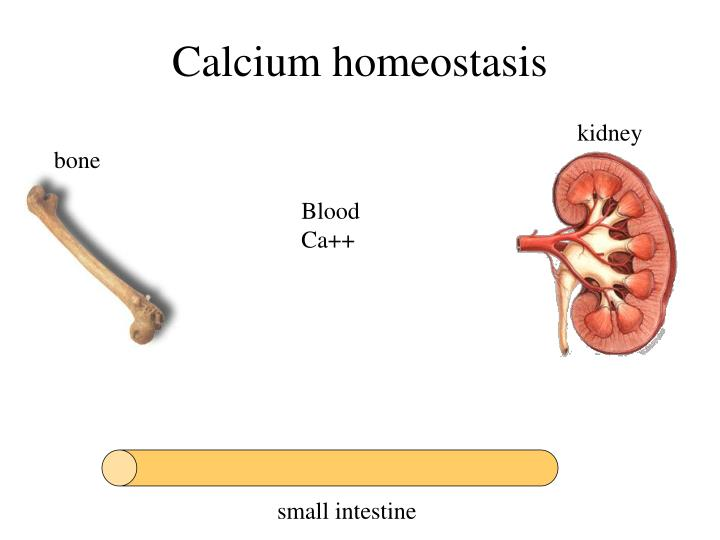 Calcium homeostasis
kidney
bone
Blood
Ca++
small intestine